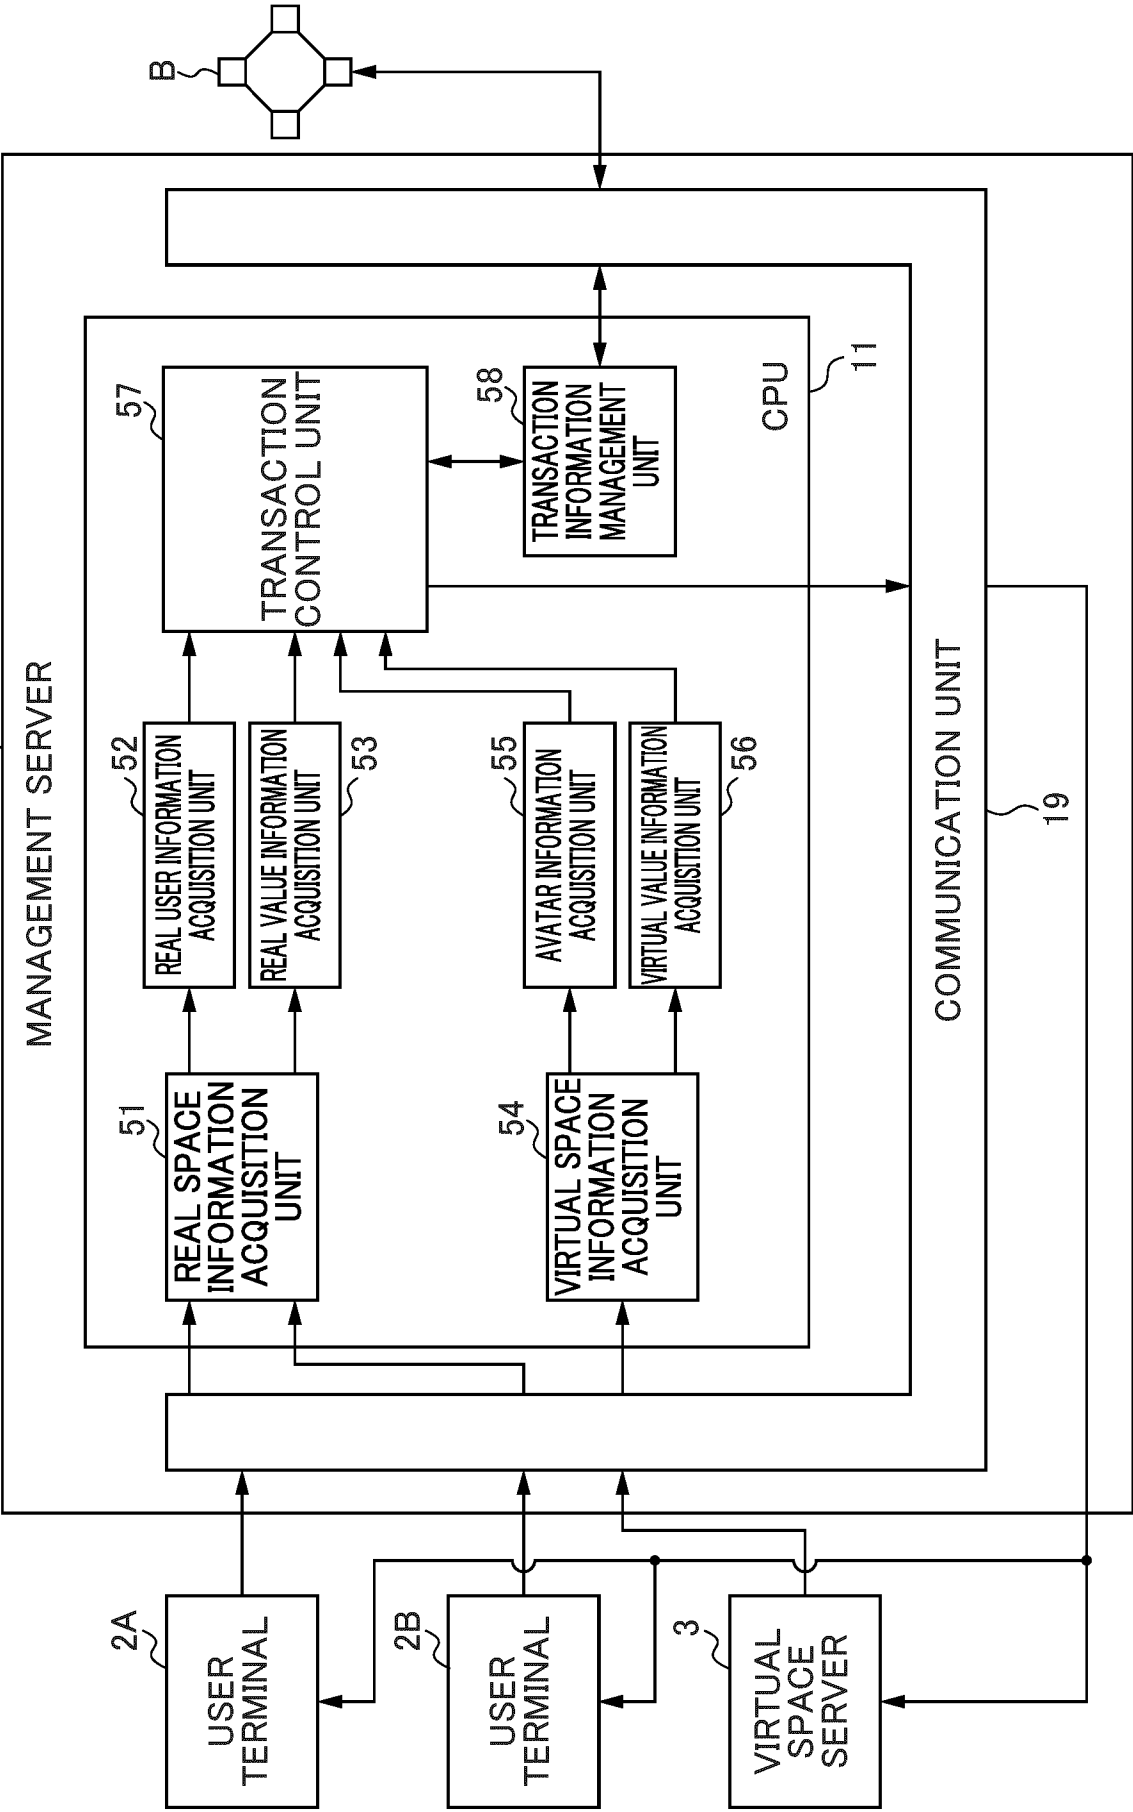 MANAGEMENT SERVER
2A
USER
TERMINAL
2B
USER
TERMINAL
3
VIRTUAL
SPACE
SERVER
51
REAL SPACE
INFORMATION
ACQUISITION
UNIT
54
VIRTUAL SPACE
INFORMATION
ACQUISITION
UNIT
52
REAL USER INFORMATION
ACQUISITION UNIT
REAL VALUE INFORMATION
ACQUISITION UNIT
53
55
AVATAR INFORMATION
ACQUISITION UNIT
VIRTUAL VALUE INFORMATION
ACQUISITION UNIT
56
57
TRANSACTION
CONTROL UNIT
58
TRANSACTION
INFORMATION
MANAGEMENT
UNIT
CPU
11
COMMUNICATION UNIT
19
B